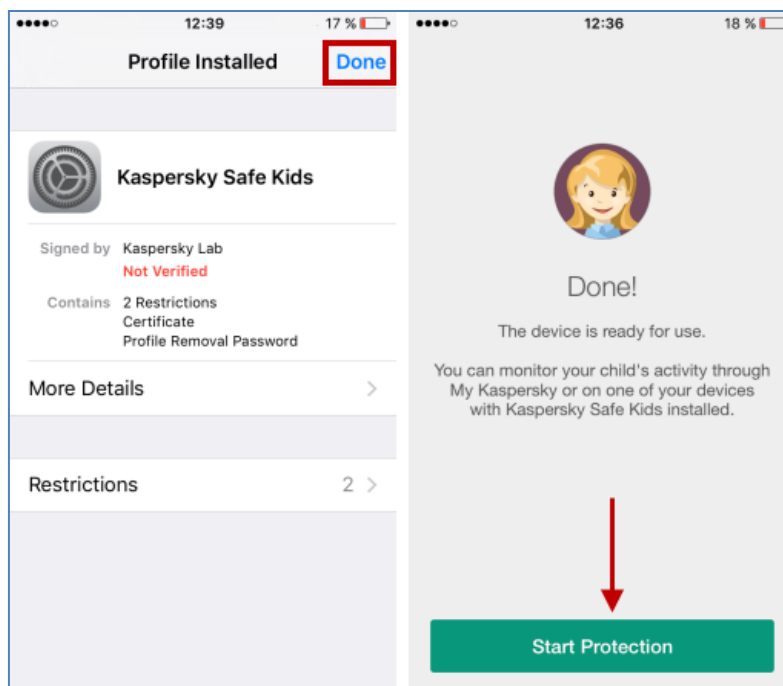 12:39
17 %
Profile Installed
Done
Kaspersky Safe Kids
Signed by Kaspersky Lab
Not Verified
Contains 2 Restrictions
Certificate
Profile Removal Password
More Details
Restrictions 2
12:36
18 %
Done!
The device is ready for use.
You can monitor your child's activity through
My Kaspersky or on one of your devices
with Kaspersky Safe Kids installed.
Start Protection